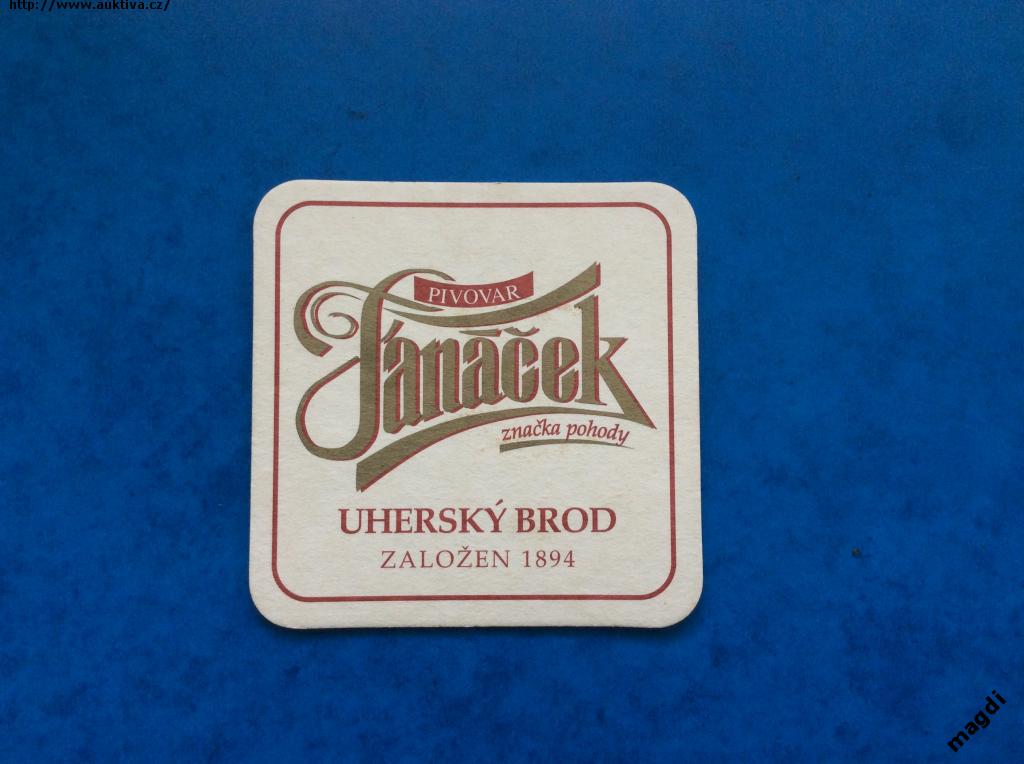 http://www.auktiva.cz/
PIVOVAR
Janáček
značka pohody
UHERSKÝ BROD
ZALOŽEN 1894
magdi